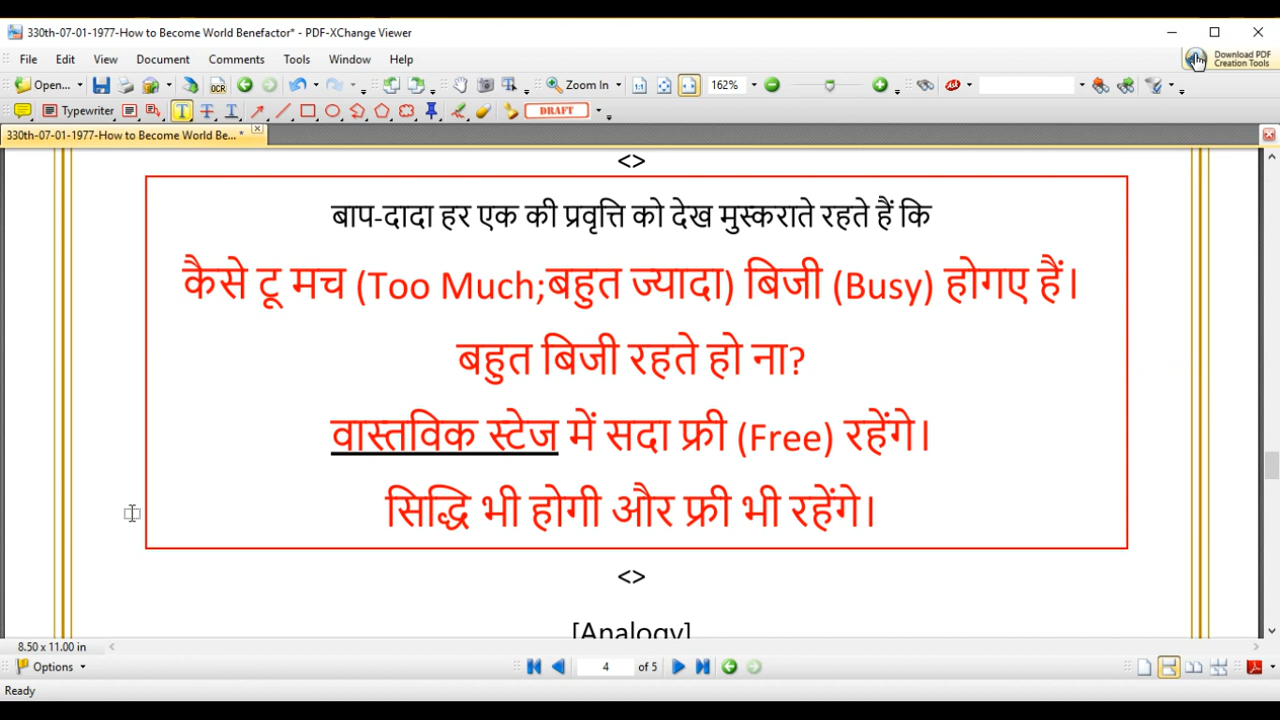 330th-07-01-1977-How to Become World Benefactor* - PDF-XChange Viewer
File Edit View Document Comments Tools Window Help
Download PDF
Creation Tools
Open... OCR Zoom In 1:1 162%
Typewriter T T T DRAFT
330th-07-01-1977-How to Become World Be... *
<>
बाप-दादा हर एक की प्रवृत्ति को देख मुस्कराते रहते हैं कि
कैसे टू मच (Too Much;बहुत ज्यादा) बिजी (Busy) होगए हैं।
बहुत बिजी रहते हो ना?
वास्तविक स्टेज में सदा फ्री (Free) रहेंगे।
सिद्धि भी होगी और फ्री भी रहेंगे।
<>
[Analogy]
8.50 x 11.00 in
Options 4 of 5
Ready